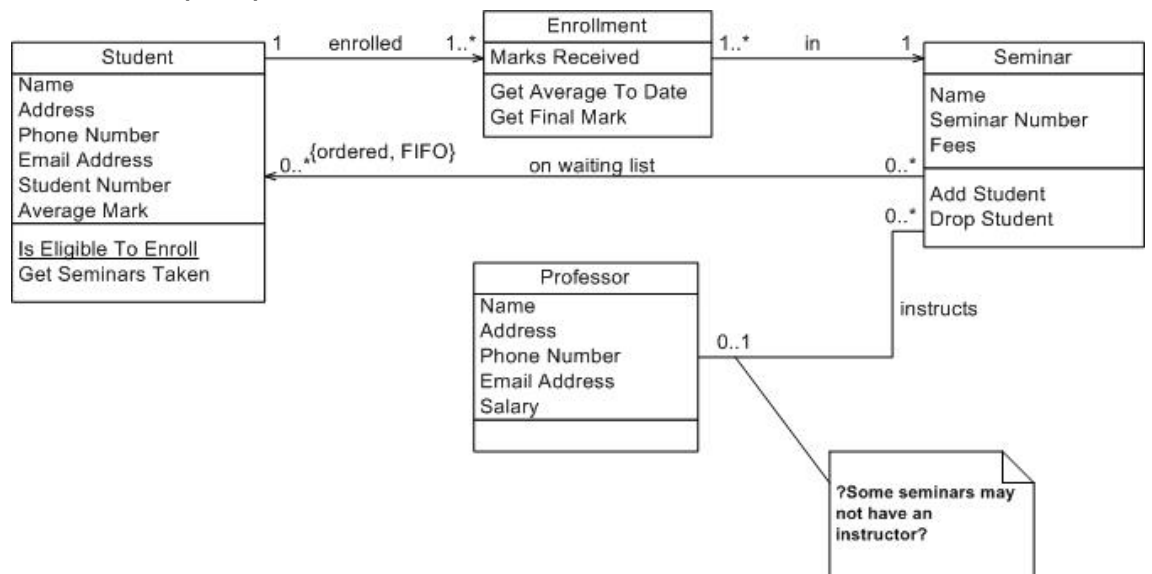 Student
Name
Address
Phone Number
Email Address
Student Number
Average Mark
Is Eligible To Enroll
Get Seminars Taken
1 enrolled 1..*
Enrollment
Marks Received
Get Average To Date
Get Final Mark
1..* in 1
Seminar
Name
Seminar Number
Fees
Add Student
Drop Student
0..* {ordered, FIFO} on waiting list 0..*
0..*
instructs
0..1
Professor
Name
Address
Phone Number
Email Address
Salary
?Some seminars may
not have an
instructor?